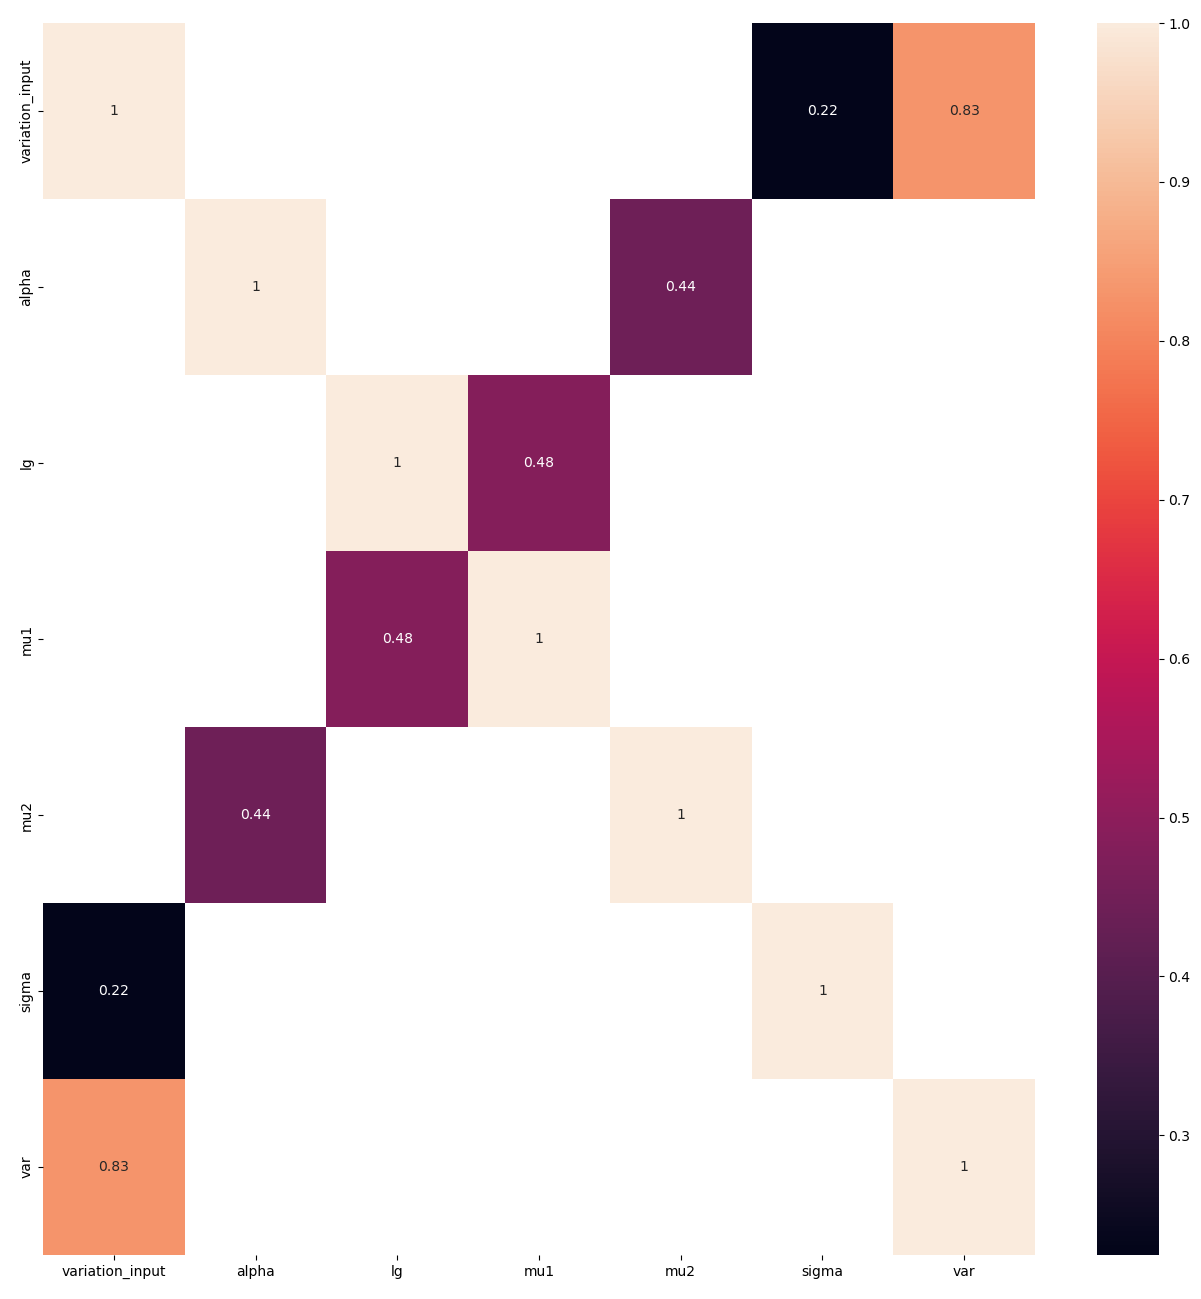 variation_input 1 0.22 0.83
alpha 1 0.44
lg 1 0.48
mu1 0.48 1
mu2 0.44 1
sigma 0.22 1
var 0.83 1
variation_input alpha lg mu1 mu2 sigma var
1.0
0.9
0.8
0.7
0.6
0.5
0.4
0.3